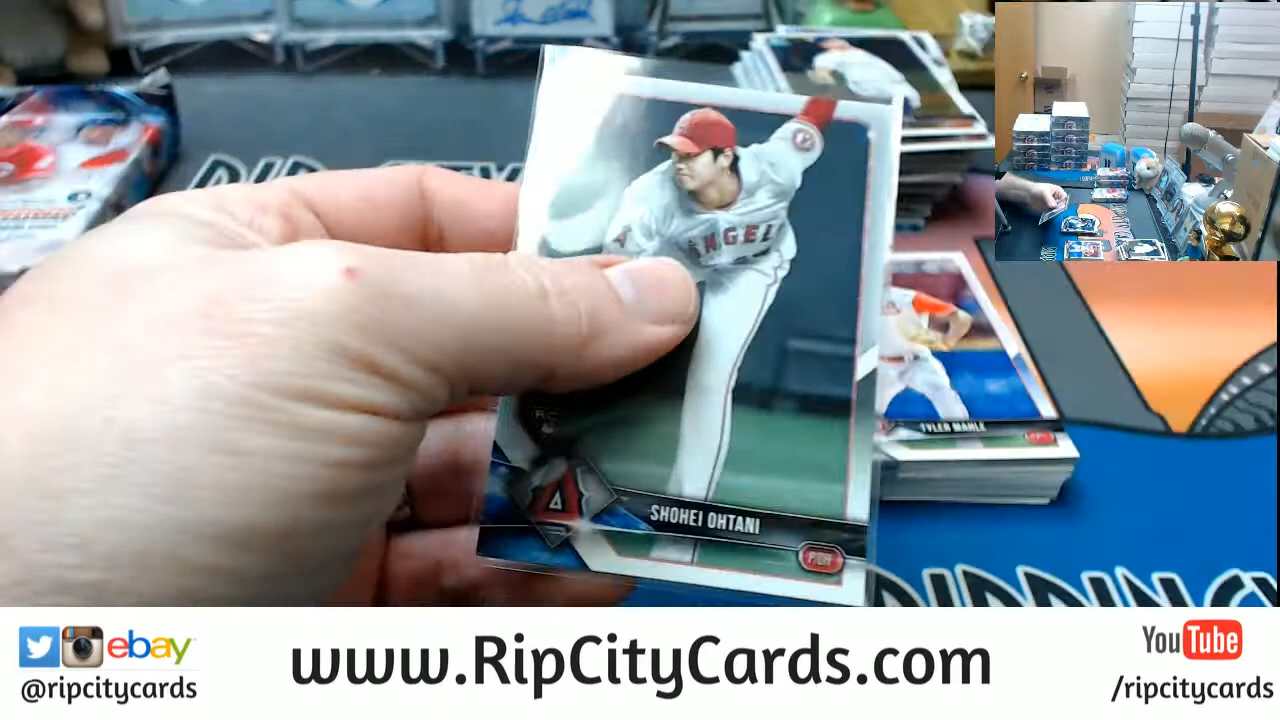 ANGELS
SHOHEI OHTANI
TYLER MAHLE
ebay
@ripcitycards
www.RipCityCards.com
YouTube
/ripcitycards